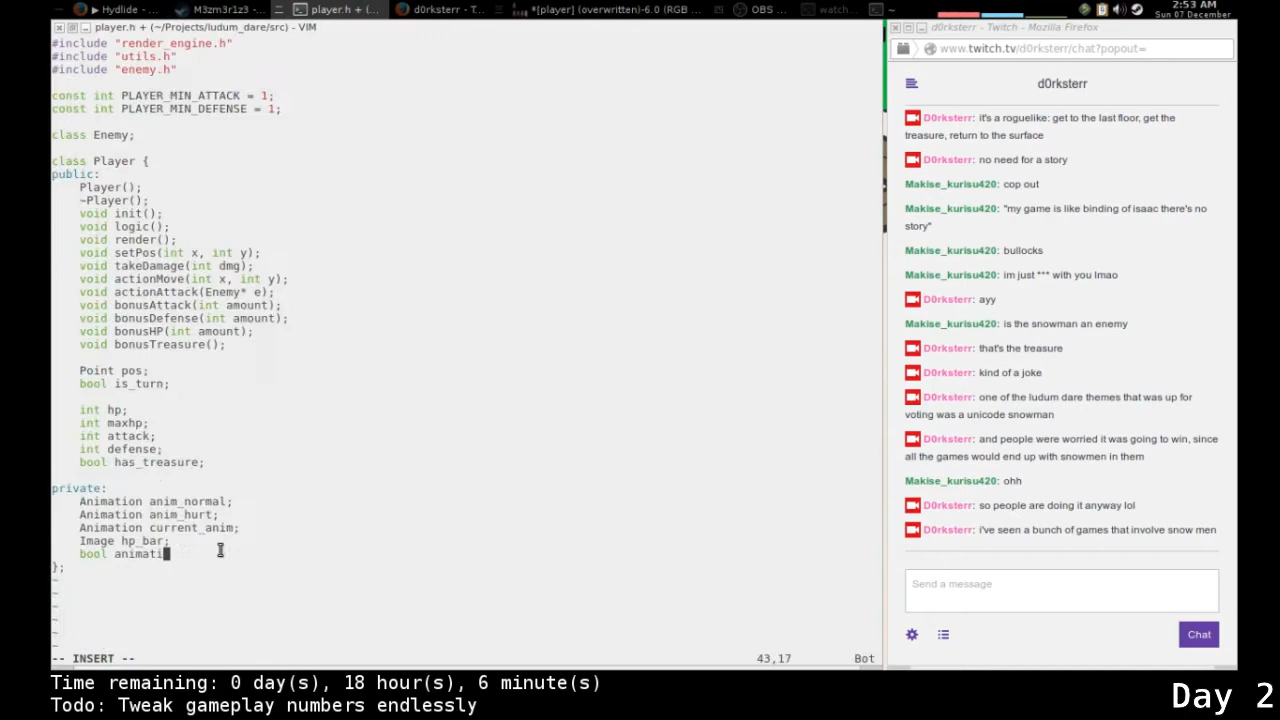 Hydlide -
M3zm3r1z3 -
player.h + (...
d0rksterr - T...
*[player] (overwritten)-6.0 (RGB ...
OBS ...
watch...
2:53 AM
Sun 07 December
player.h + (~/Projects/ludum_dare/src) - VIM
#include "render_engine.h"
#include "utils.h"
#include "enemy.h"
const int PLAYER_MIN_ATTACK = 1;
const int PLAYER_MIN_DEFENSE = 1;
class Enemy;
class Player {
public:
Player();
~Player();
void init();
void logic();
void render();
void setPos(int x, int y);
void takeDamage(int dmg);
void actionMove(int x, int y);
void actionAttack(Enemy* e);
void bonusAttack(int amount);
void bonusDefense(int amount);
void bonusHP(int amount);
void bonusTreasure();
Point pos;
bool is_turn;
int hp;
int maxhp;
int attack;
int defense;
bool has_treasure;
private:
Animation anim_normal;
Animation anim_hurt;
Animation current_anim;
Image hp_bar;
bool animati
};
~
~
~
~
~
~
-- INSERT --
43,17
Bot
d0rksterr - Twitch - Mozilla Firefox
www.twitch.tv/d0rksterr/chat?popout=
d0rksterr
D0rksterr: it's a roguelike: get to the last floor, get the
treasure, return to the surface
D0rksterr: no need for a story
Makise_kurisu420: cop out
Makise_kurisu420: "my game is like binding of isaac there's no
story"
Makise_kurisu420: bullocks
Makise_kurisu420: im just *** with you lmao
D0rksterr: ayy
Makise_kurisu420: is the snowman an enemy
D0rksterr: that's the treasure
D0rksterr: kind of a joke
D0rksterr: one of the ludum dare themes that was up for
voting was a unicode snowman
D0rksterr: and people were worried it was going to win, since
all the games would end up with snowmen in them
Makise_kurisu420: ohh
D0rksterr: so people are doing it anyway lol
D0rksterr: i've seen a bunch of games that involve snow men
Send a message
Chat
Time remaining: 0 day(s), 18 hour(s), 6 minute(s)
Todo: Tweak gameplay numbers endlessly
Day 2